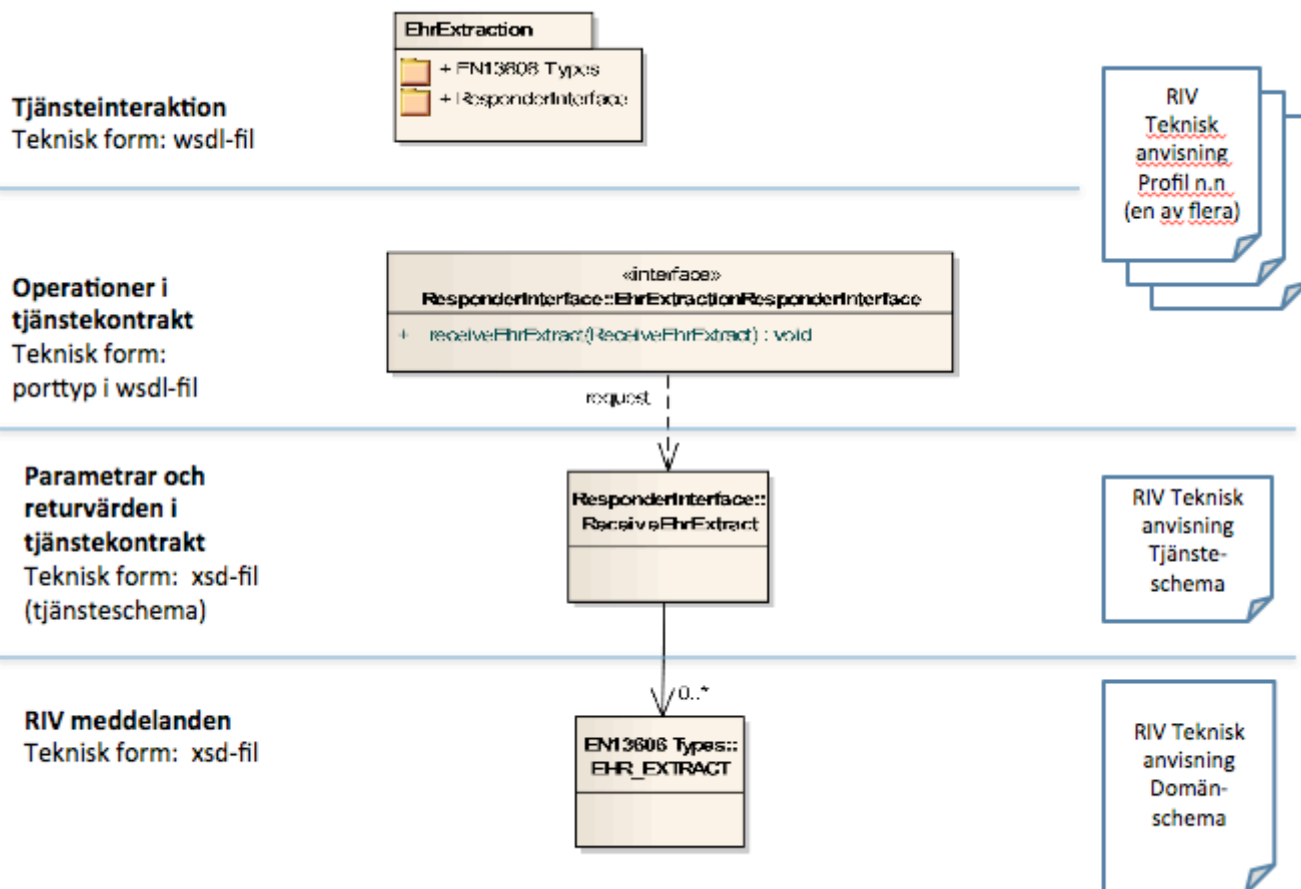 EhrExtraction
+ EN13606 Types
+ ResponderInterface
Tjänsteinteraktion
Teknisk form: wsdl-fil
RIV
Teknisk
anvisning
Profil n.n
(en av flera)
Operationer i
tjänstekontrakt
Teknisk form:
porttyp i wsdl-fil
«interface»
ResponderInterface::EhrExtractionResponderInterface
+ receiveEhrExtract(ReceiveEhrExtract) : void
request
Parametrar och
returvärden i
tjänstekontrakt
Teknisk form: xsd-fil
(tjänsteschema)
ResponderInterface::
ReceiveEhrExtract
RIV Teknisk
anvisning
Tjänste-
schema
0..*
RIV meddelanden
Teknisk form: xsd-fil
EN13606 Types::
EHR_EXTRACT
RIV Teknisk
anvisning
Domän-
schema